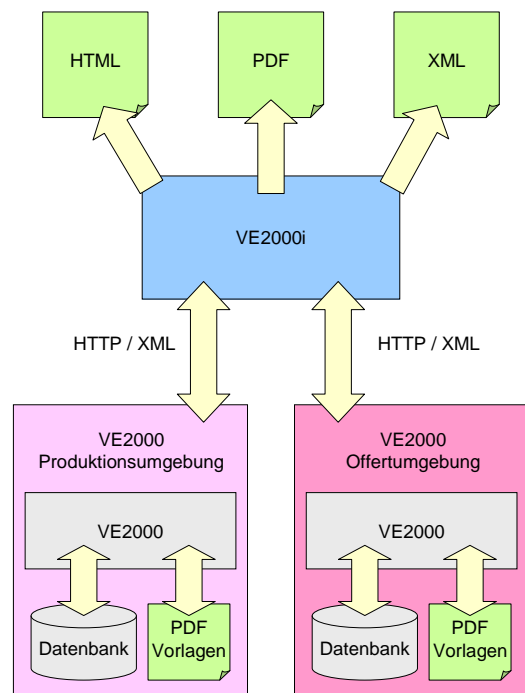 HTML
PDF
XML
VE2000i
HTTP / XML
HTTP / XML
VE2000
Produktionsumgebung
VE2000
Datenbank
PDF
Vorlagen
VE2000
Offertumgebung
VE2000
Datenbank
PDF
Vorlagen